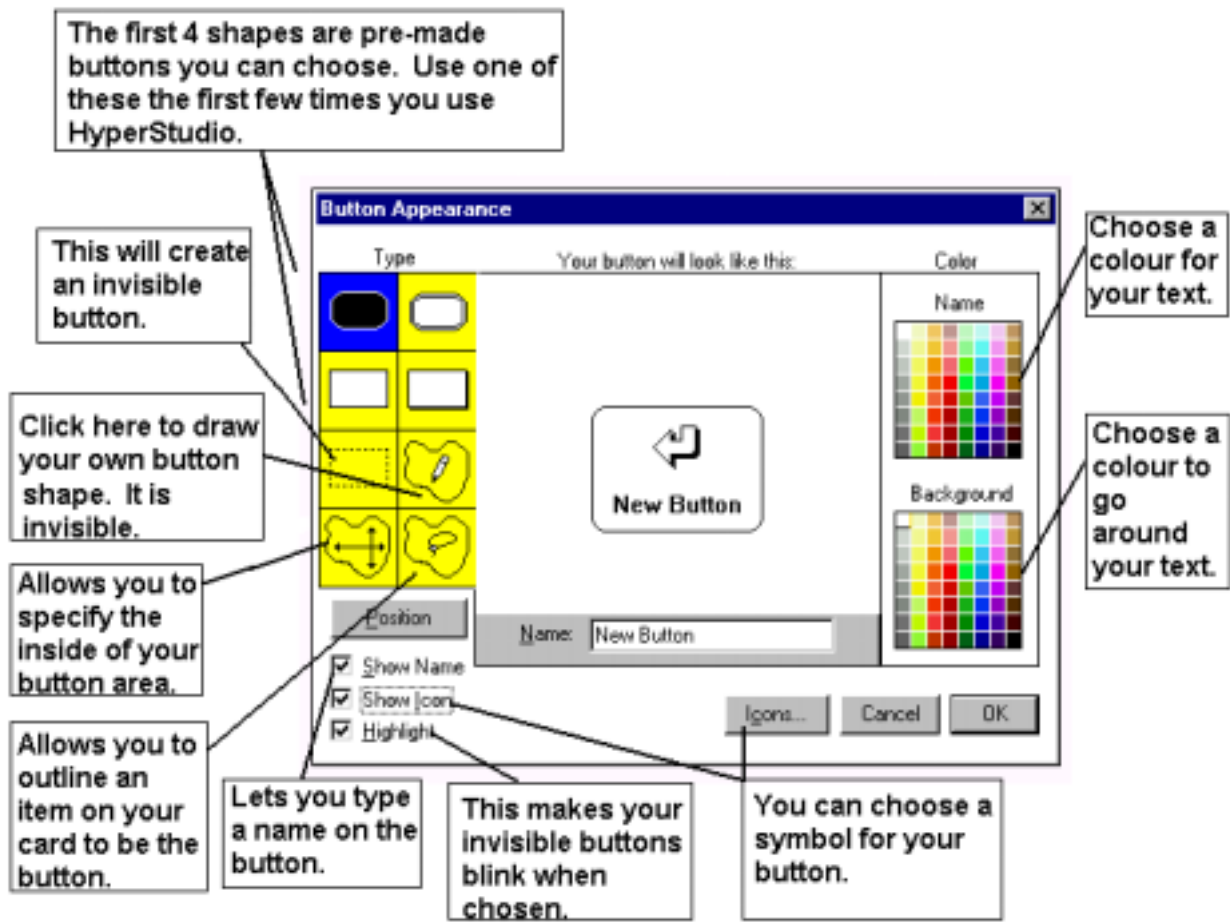 The first 4 shapes are pre-made
buttons you can choose. Use one of
these the first few times you use
HyperStudio.
This will create
an invisible
button.
Click here to draw
your own button
shape. It is
invisible.
Allows you to
specify the
inside of your
button area.
Allows you to
outline an
item on your
card to be the
button.
Button Appearance
Type
Your button will look like this:
Color
Name
New Button
Background
Position
Name: New Button
Show Name
Show Icon
Highlight
Icons...
Cancel
OK
Choose a
colour for
your text.
Choose a
colour to
go
around
your text.
Lets you type
a name on the
button.
This makes your
invisible buttons
blink when
chosen.
You can choose a
symbol for your
button.